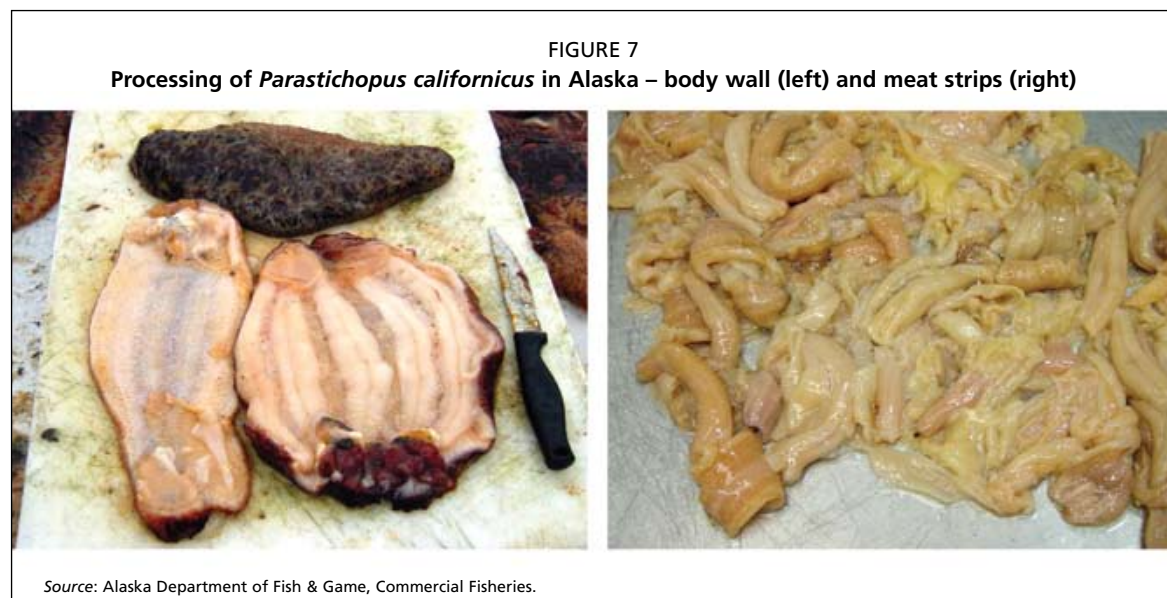 FIGURE 7
Processing of Parastichopus californicus in Alaska – body wall (left) and meat strips (right)
Source: Alaska Department of Fish & Game, Commercial Fisheries.